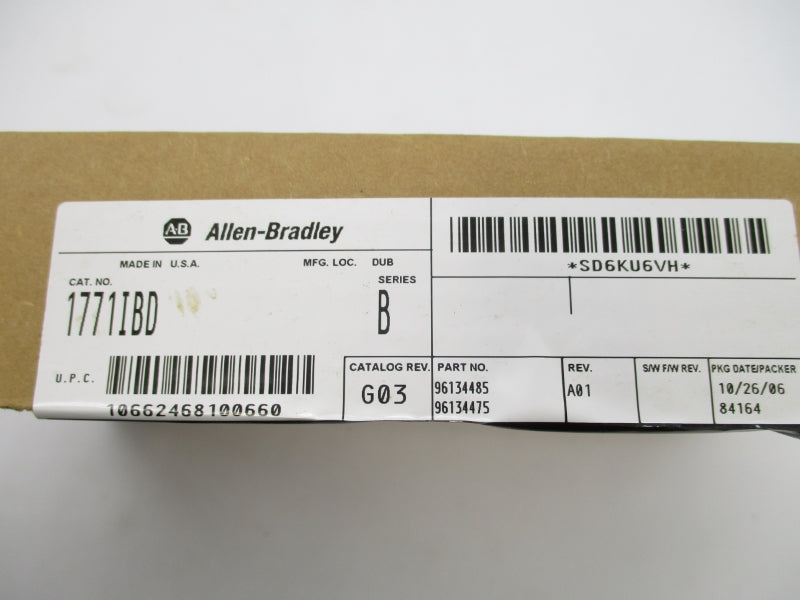 A-B Allen-Bradley
MADE IN U.S.A. MFG. LOC. DUB
CAT. NO. SERIES
1771IBD B
U.P.C. 10662468100660
CATALOG REV.
G03
PART NO.
96134485
96134475
REV.
A01
S/W F/W REV.
PKG DATE/PACKER
10/26/06
84164
*SD6KU6VH*